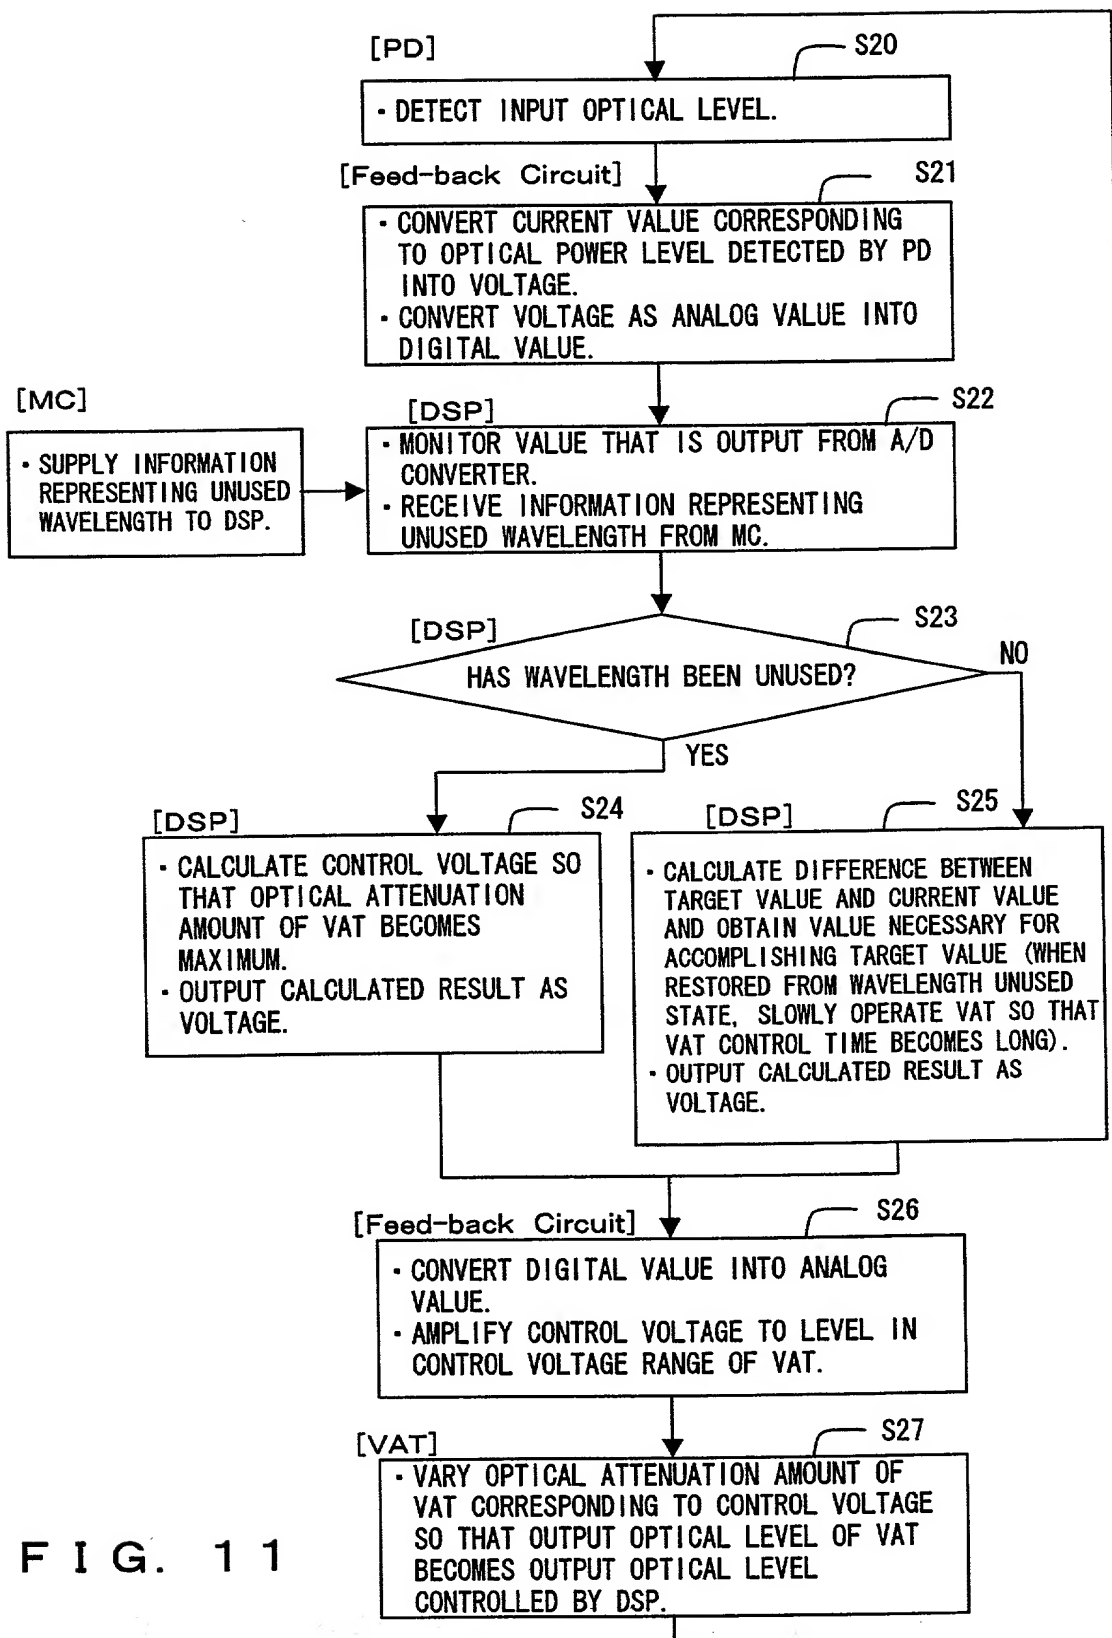 [PD]
S20
・DETECT INPUT OPTICAL LEVEL.
[Feed-back Circuit]
S21
・CONVERT CURRENT VALUE CORRESPONDING
TO OPTICAL POWER LEVEL DETECTED BY PD
INTO VOLTAGE.
・CONVERT VOLTAGE AS ANALOG VALUE INTO
DIGITAL VALUE.
[MC]
・SUPPLY INFORMATION
REPRESENTING UNUSED
WAVELENGTH TO DSP.
[DSP]
S22
・MONITOR VALUE THAT IS OUTPUT FROM A/D
CONVERTER.
・RECEIVE INFORMATION REPRESENTING
UNUSED WAVELENGTH FROM MC.
[DSP]
S23
HAS WAVELENGTH BEEN UNUSED?
NO
YES
[DSP]
S24
・CALCULATE CONTROL VOLTAGE SO
THAT OPTICAL ATTENUATION
AMOUNT OF VAT BECOMES
MAXIMUM.
・OUTPUT CALCULATED RESULT AS
VOLTAGE.
[DSP]
S25
・CALCULATE DIFFERENCE BETWEEN
TARGET VALUE AND CURRENT VALUE
AND OBTAIN VALUE NECESSARY FOR
ACCOMPLISHING TARGET VALUE (WHEN
RESTORED FROM WAVELENGTH UNUSED
STATE, SLOWLY OPERATE VAT SO THAT
VAT CONTROL TIME BECOMES LONG).
・OUTPUT CALCULATED RESULT AS
VOLTAGE.
[Feed-back Circuit]
S26
・CONVERT DIGITAL VALUE INTO ANALOG
VALUE.
・AMPLIFY CONTROL VOLTAGE TO LEVEL IN
CONTROL VOLTAGE RANGE OF VAT.
[VAT]
S27
・VARY OPTICAL ATTENUATION AMOUNT OF
VAT CORRESPONDING TO CONTROL VOLTAGE
SO THAT OUTPUT OPTICAL LEVEL OF VAT
BECOMES OUTPUT OPTICAL LEVEL
CONTROLLED BY DSP.
FIG. 11